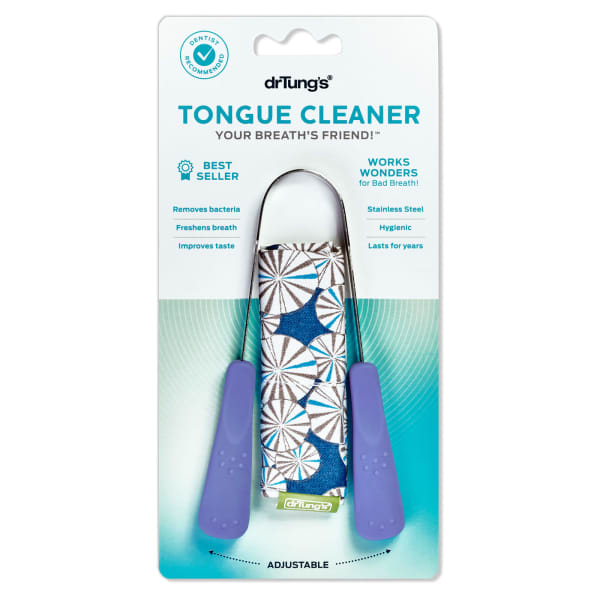 DENTIST
RECOMMENDED
drTung's®
TONGUE CLEANER
YOUR BREATH'S FRIEND!™
BEST
SELLER
WORKS
WONDERS
for Bad Breath!
Removes bacteria
Freshens breath
Improves taste
Stainless Steel
Hygienic
Lasts for years
drTung's
ADJUSTABLE